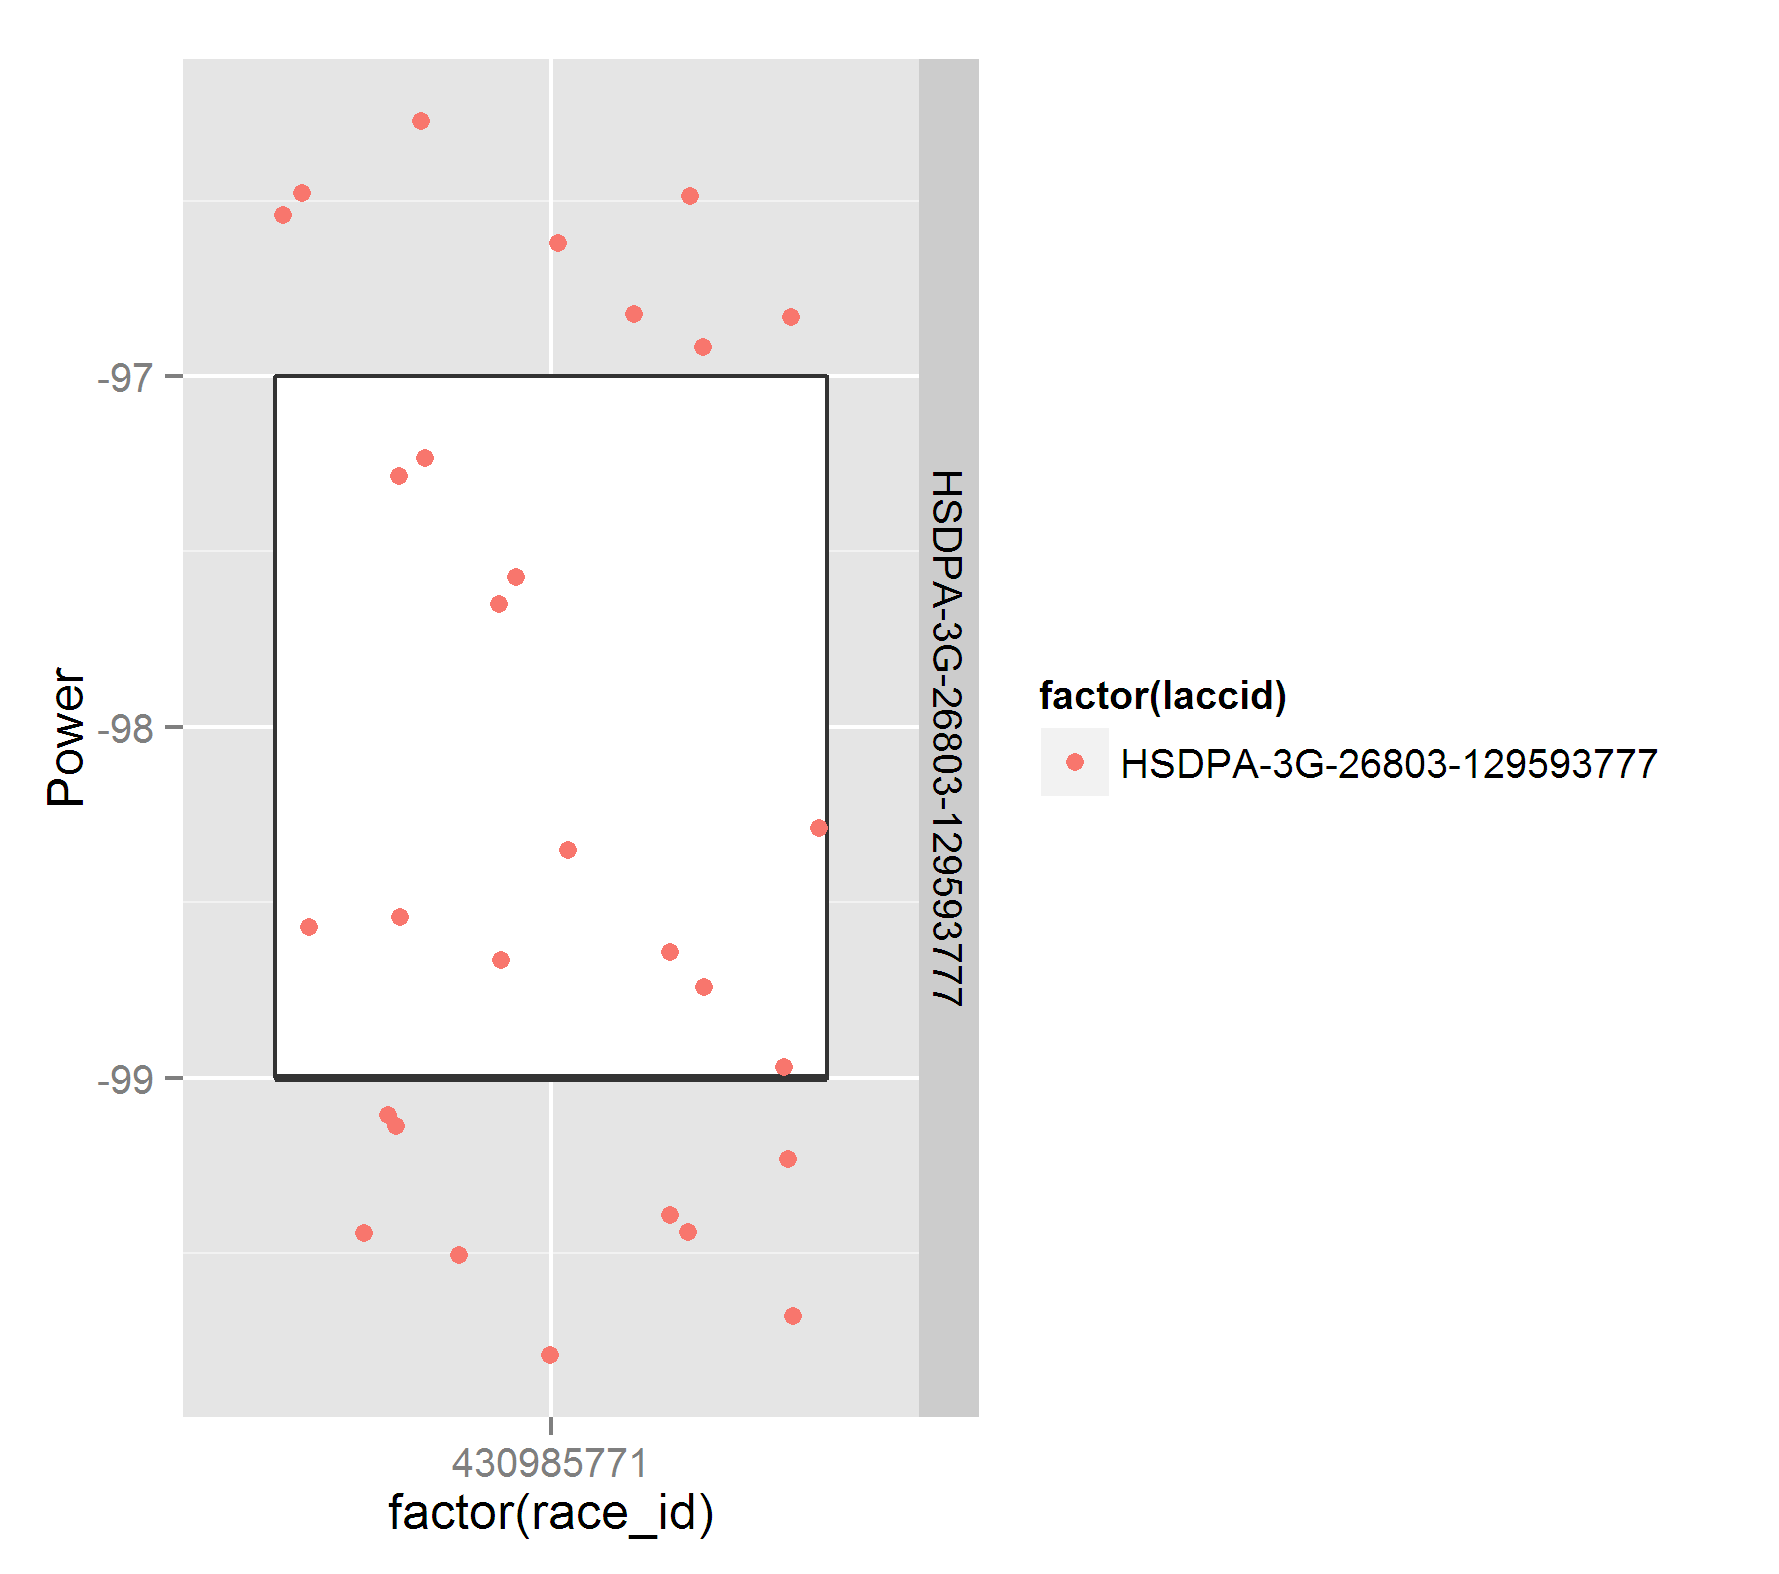 Power
-97
-98
-99
430985771
factor(race_id)
HSDPA-3G-26803-129593777
factor(laccid)
HSDPA-3G-26803-129593777